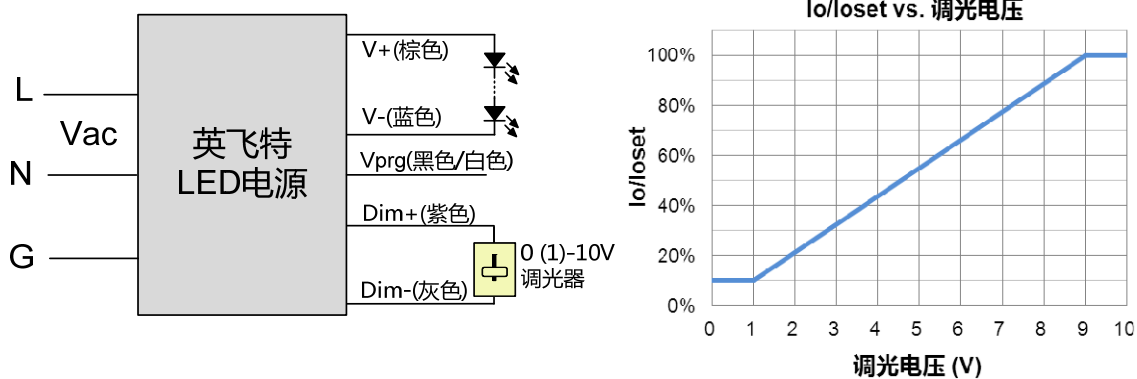 L
Vac
N
G
英飞特
LED电源
V+(棕色)
V-(蓝色)
Vprg(黑色/白色)
Dim+(紫色)
0 (1)-10V
调光器
Dim-(灰色)
Io/Ioset vs. 调光电压
Io/Ioset
100%
80%
60%
40%
20%
0%
0 1 2 3 4 5 6 7 8 9 10
调光电压 (V)